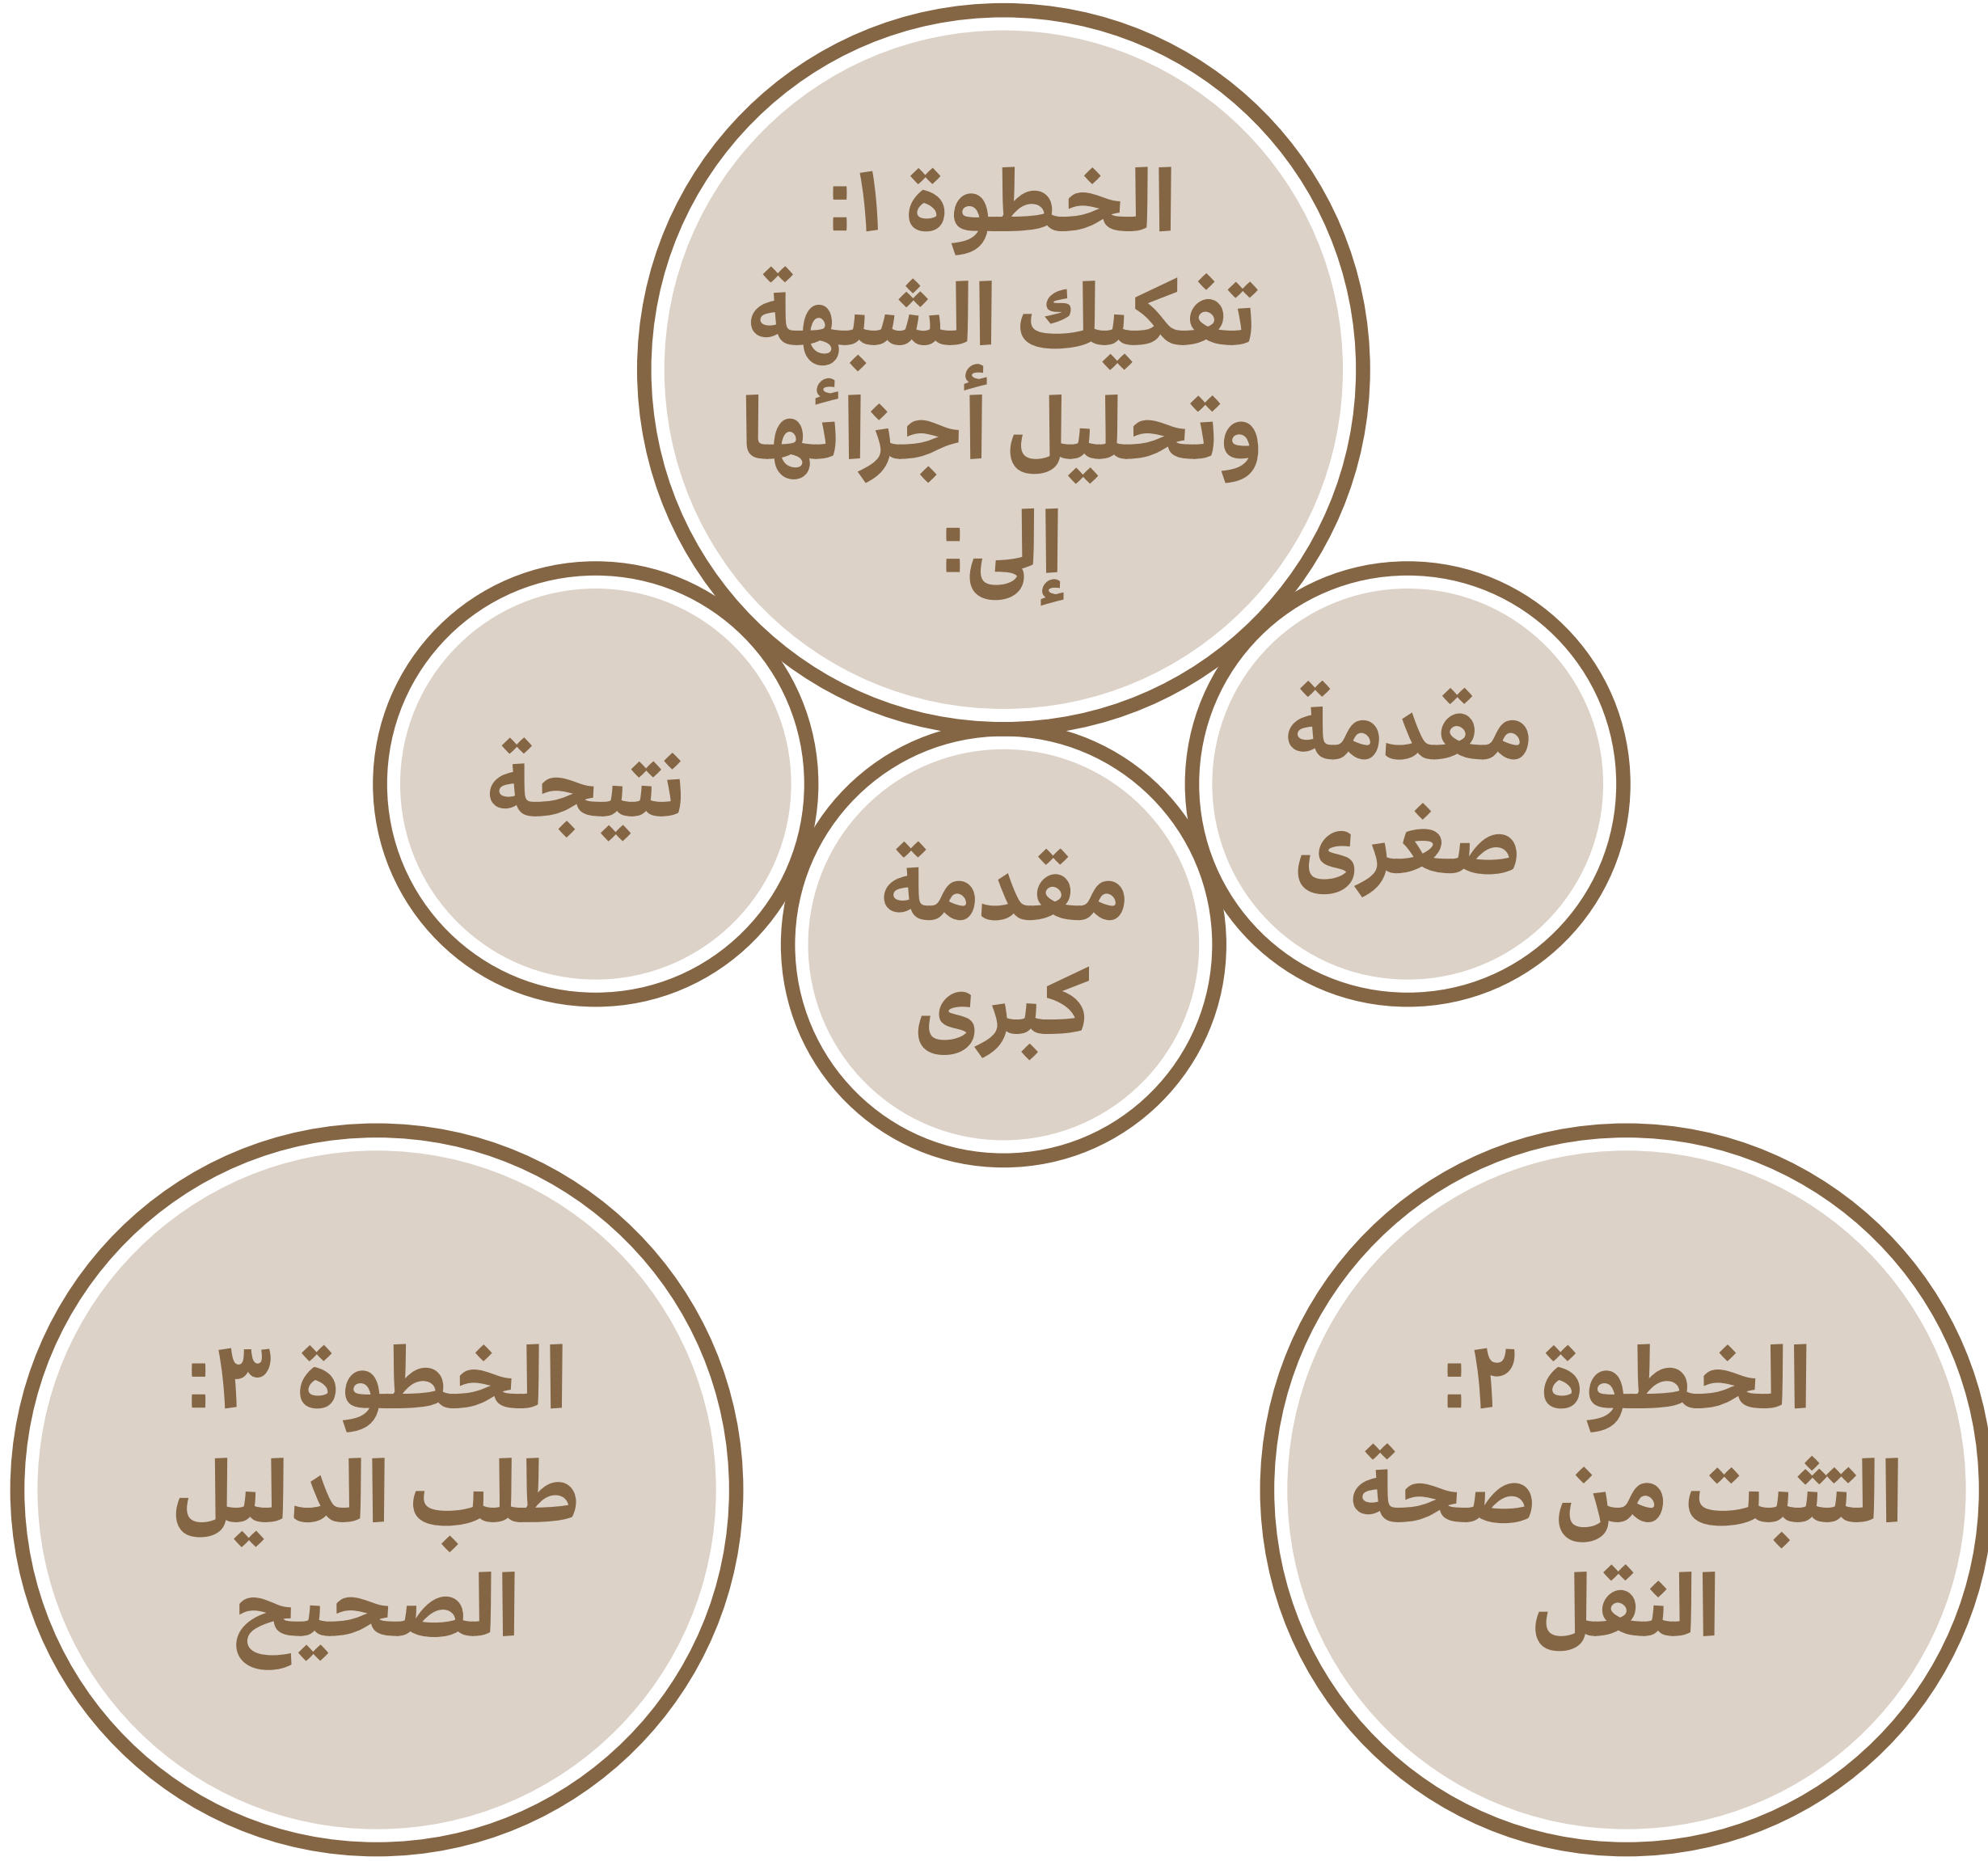 الخطوة ١:
تفكيك الشبهة
وتحليل أجزائها
إلى:
مقدمة
صغرى
مقدمة
كبرى
نتيجة
الخطوة ٢:
التثبت من صحة
النقل
الخطوة ٣:
طلب الدليل
الصحيح